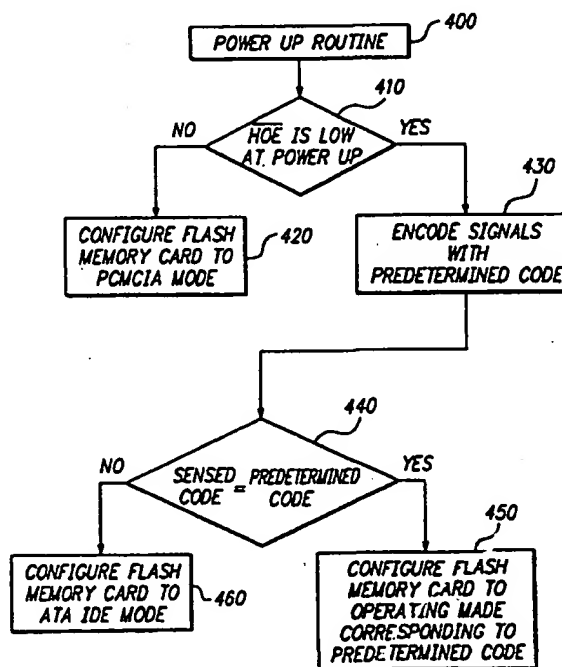 POWER UP ROUTINE
400
410
NO
H̅O̅E̅ IS LOW
AT POWER UP
YES
430
CONFIGURE FLASH
MEMORY CARD TO
PCMCIA MODE
420
ENCODE SIGNALS
WITH
PREDETERMINED CODE
440
NO
SENSED = PREDETERMINED
CODE CODE
YES
450
CONFIGURE FLASH
MEMORY CARD TO
ATA IDE MODE
460
CONFIGURE FLASH
MEMORY CARD TO
OPERATING MADE
CORRESPONDING TO
PREDETERMINED CODE